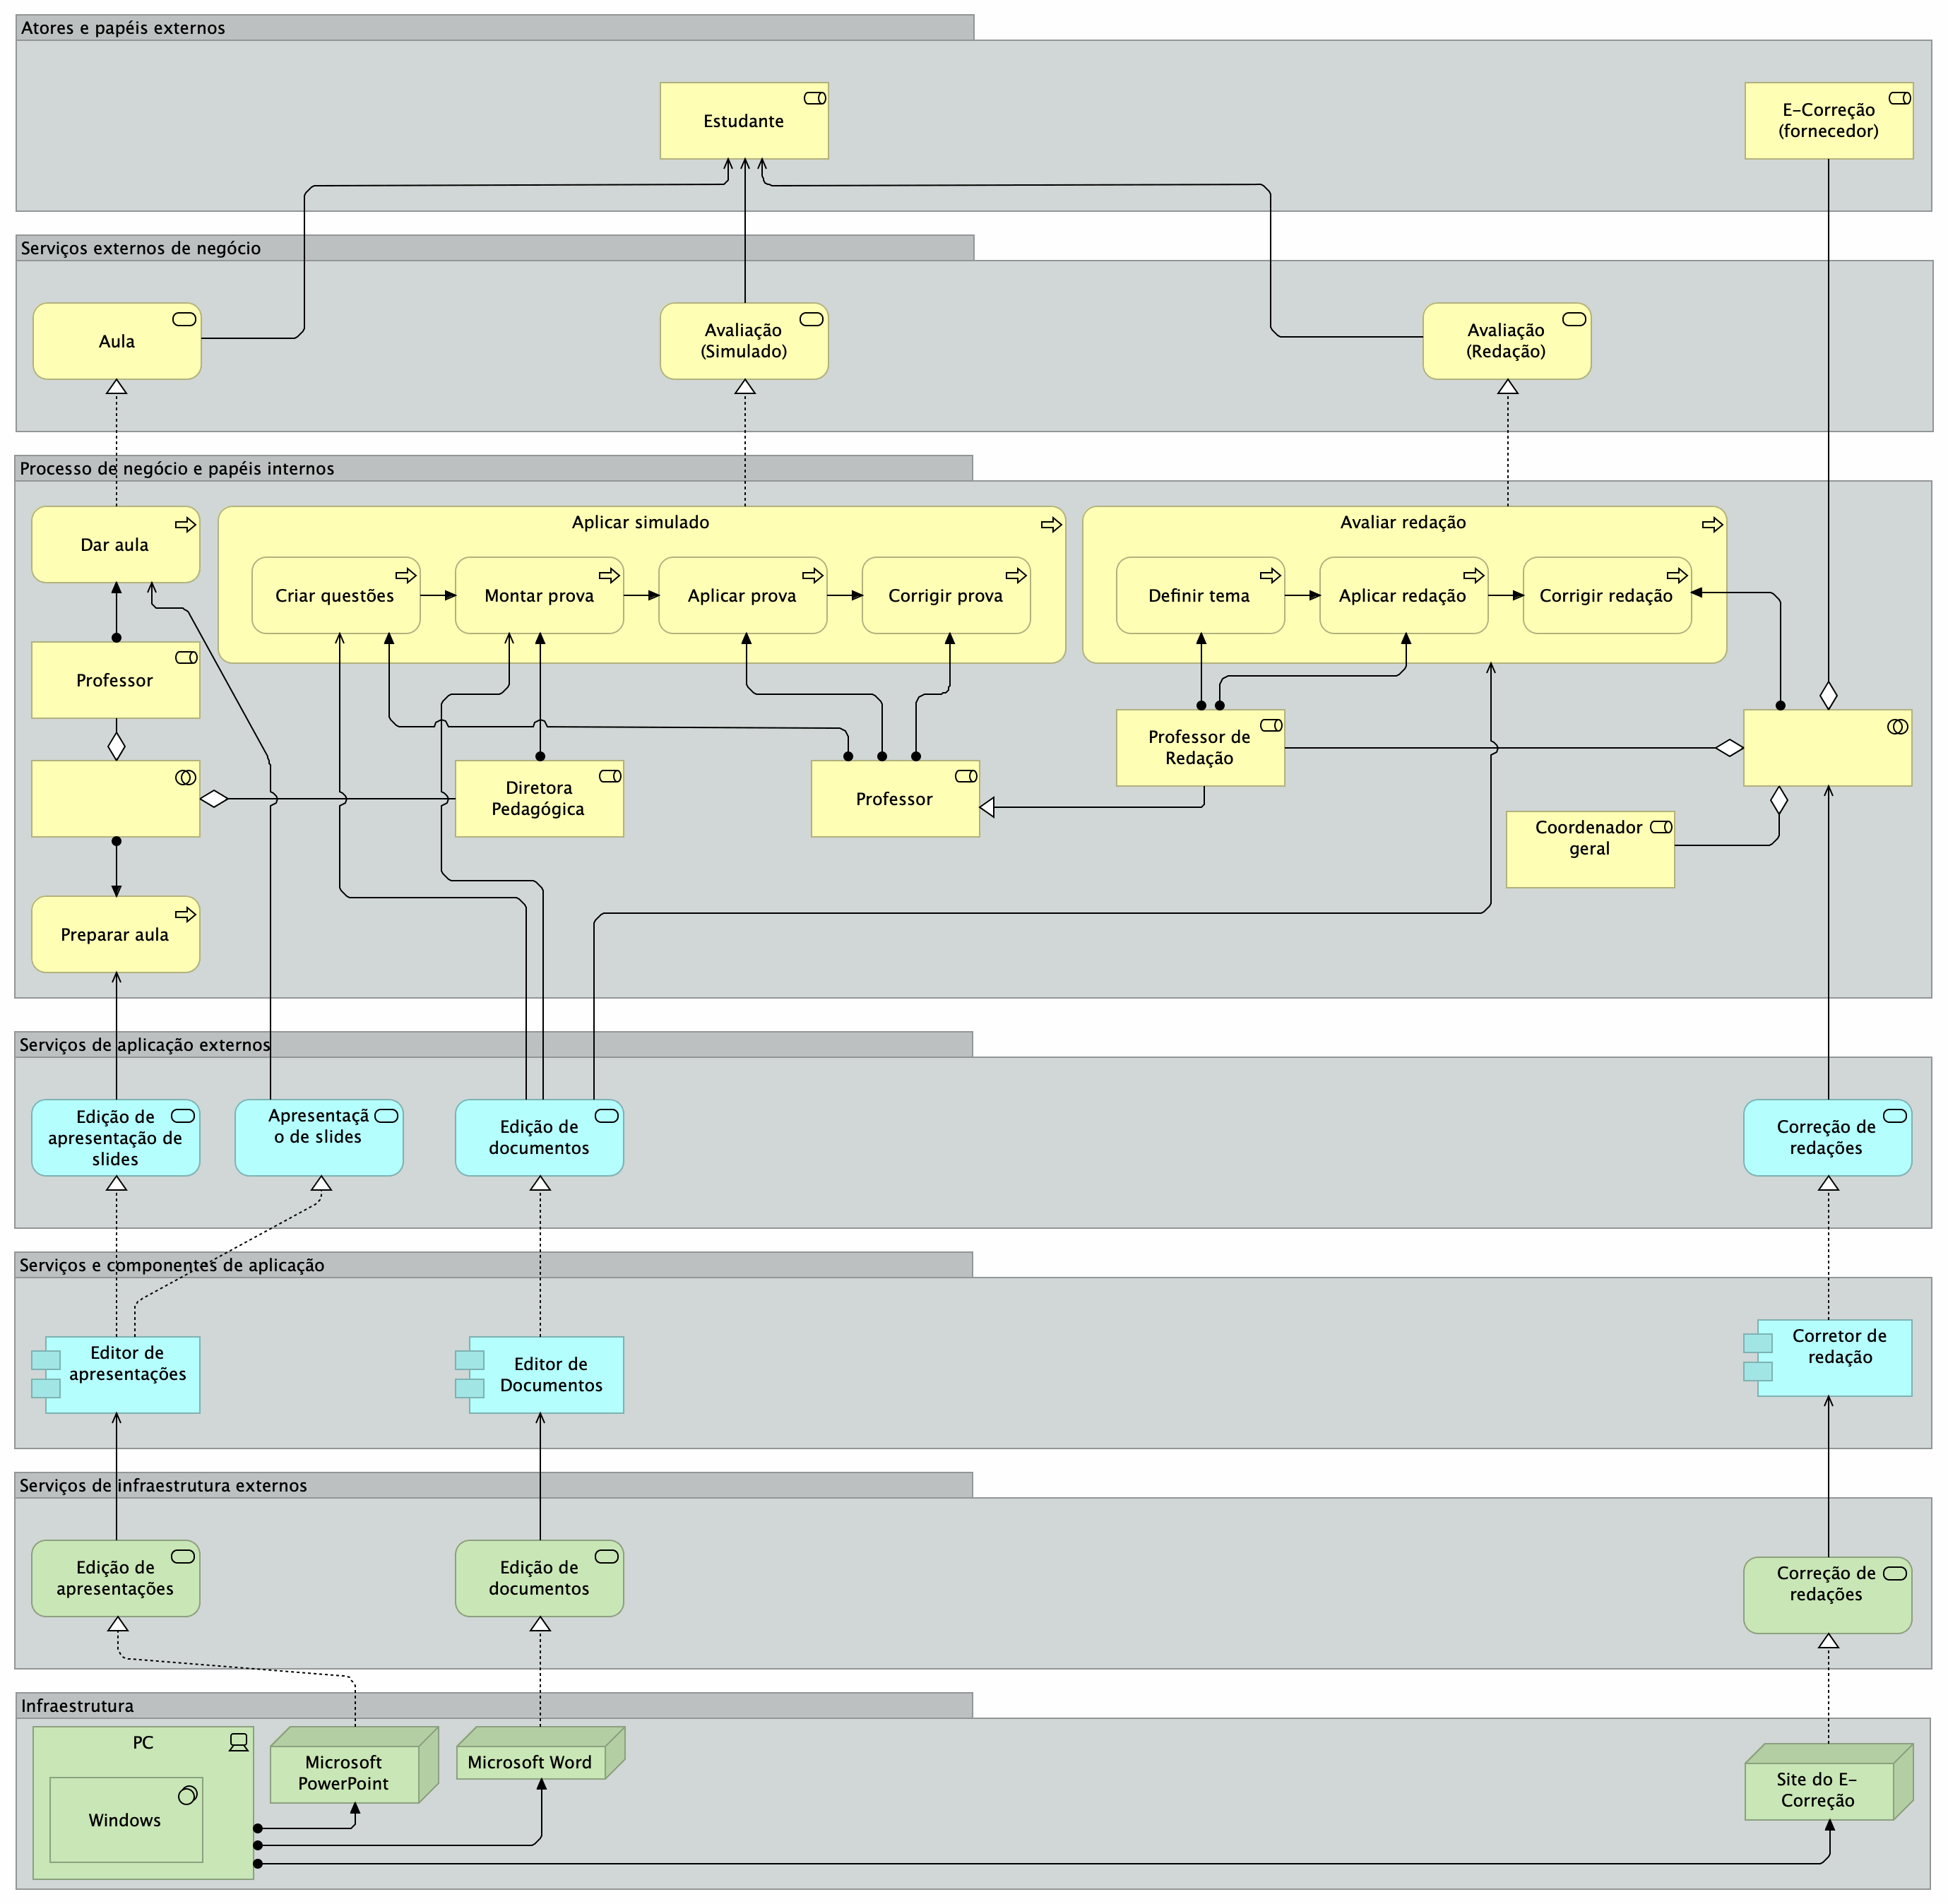 Atores e papéis externos
Estudante
E-Correção
(fornecedor)
Serviços externos de negócio
Aula
Avaliação
(Simulado)
Avaliação
(Redação)
Processo de negócio e papéis internos
Dar aula
Aplicar simulado
Criar questões
Montar prova
Aplicar prova
Corrigir prova
Avaliar redação
Definir tema
Aplicar redação
Corrigir redação
Professor
Diretora
Pedagógica
Professor
Professor de
Redação
Coordenador
geral
Preparar aula
Serviços de aplicação externos
Edição de
apresentação de
slides
Apresentaçã
o de slides
Edição de
documentos
Correção de
redações
Serviços e componentes de aplicação
Editor de
apresentações
Editor de
Documentos
Corretor de
redação
Serviços de infraestrutura externos
Edição de
apresentações
Edição de
documentos
Correção de
redações
Infraestrutura
PC
Windows
Microsoft
PowerPoint
Microsoft Word
Site do E-
Correção